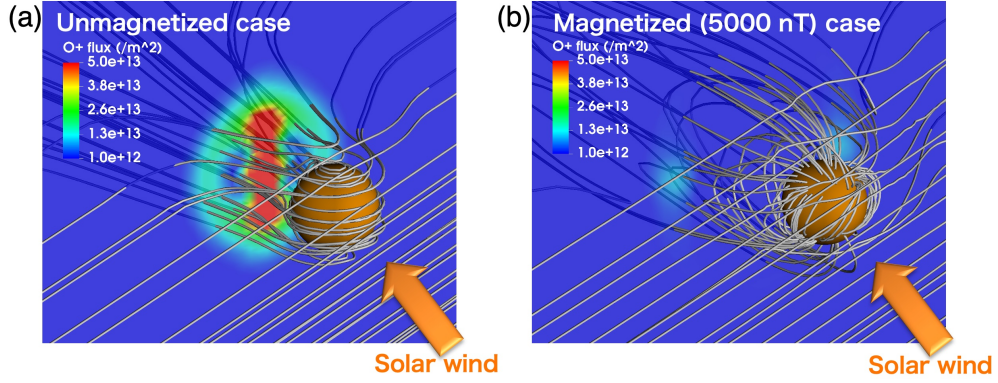 (a)
Unmagnetized case
O+ flux (/m^2)
5.0e+13
3.8e+13
2.6e+13
1.3e+13
1.0e+12
Solar wind
(b)
Magnetized (5000 nT) case
O+ flux (/m^2)
5.0e+13
3.8e+13
2.6e+13
1.3e+13
1.0e+12
Solar wind